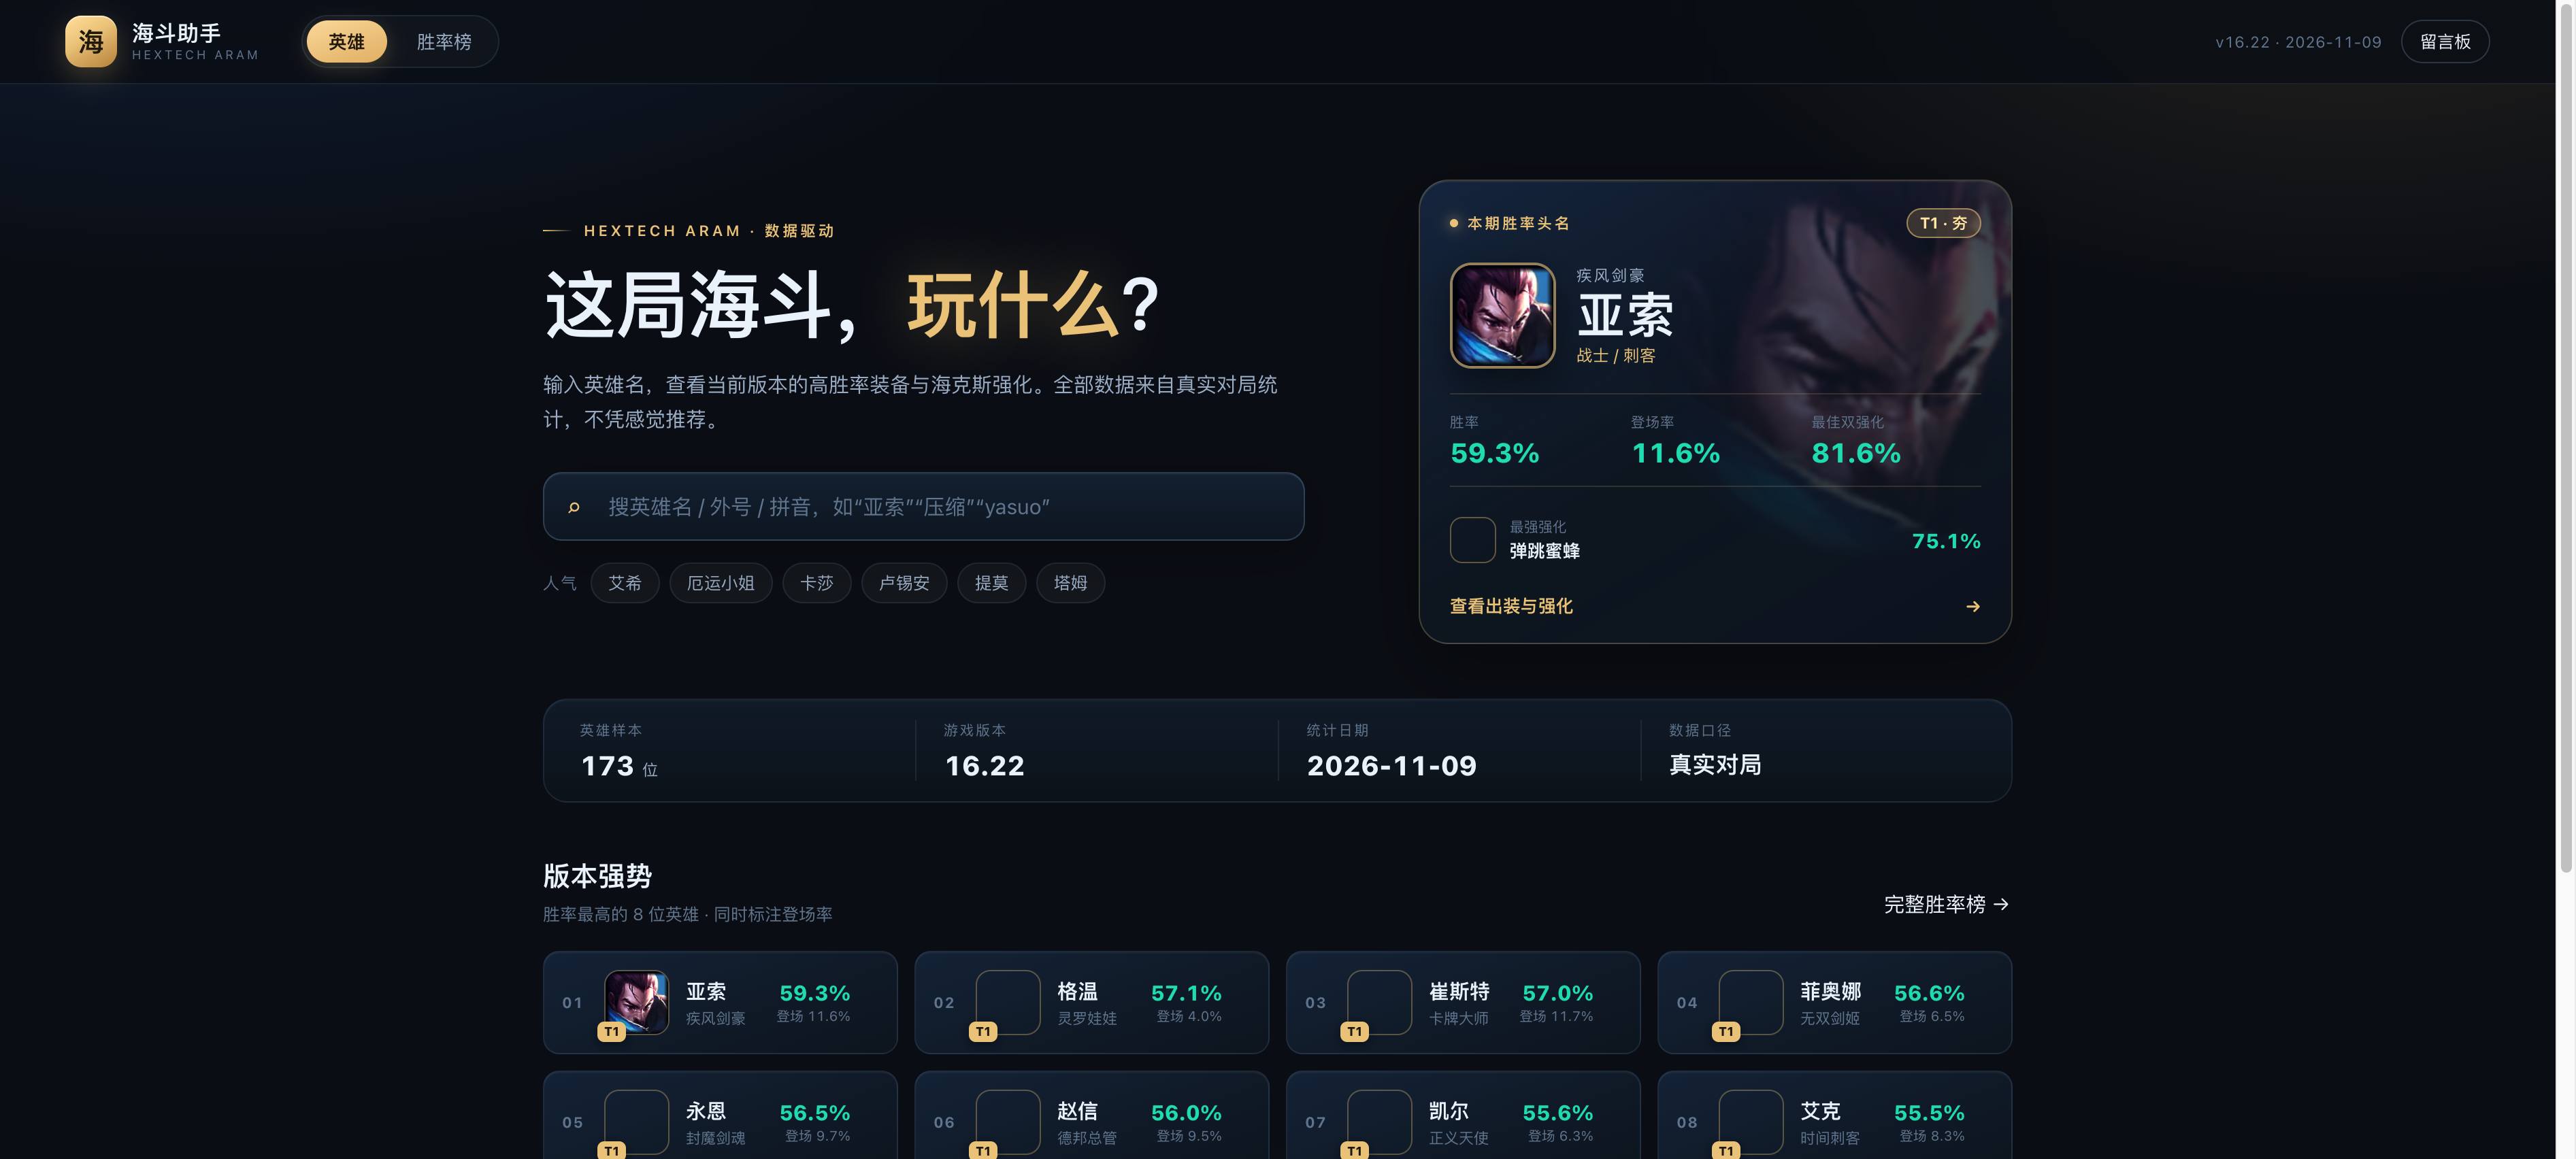 海
海斗助手
HEXTECH ARAM
英雄
胜率榜
v16.22 · 2026-11-09
留言板
HEXTECH ARAM · 数据驱动
这局海斗，玩什么?
输入英雄名，查看当前版本的高胜率装备与海克斯强化。全部数据来自真实对局统
计，不凭感觉推荐。
搜英雄名 / 外号 / 拼音，如“亚索”“压缩”“yasuo”
人气
艾希
厄运小姐
卡莎
卢锡安
提莫
塔姆
本期胜率头名
T1 · 夯
疾风剑豪
亚索
战士 / 刺客
胜率
59.3%
登场率
11.6%
最佳双强化
81.6%
最强强化
弹跳蜜蜂
75.1%
查看出装与强化 →
英雄样本
173 位
游戏版本
16.22
统计日期
2026-11-09
数据口径
真实对局
版本强势
胜率最高的 8 位英雄 · 同时标注登场率
完整胜率榜 →
01
T1
亚索
疾风剑豪
59.3%
登场 11.6%
02
T1
格温
灵罗娃娃
57.1%
登场 4.0%
03
T1
崔斯特
卡牌大师
57.0%
登场 11.7%
04
T1
菲奥娜
无双剑姬
56.6%
登场 6.5%
05
T1
永恩
封魔剑魂
56.5%
登场 9.7%
06
T1
赵信
德邦总管
56.0%
登场 9.5%
07
T1
凯尔
正义天使
55.6%
登场 6.3%
08
T1
艾克
时间刺客
55.5%
登场 8.3%